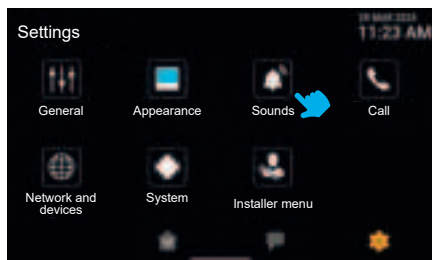 Settings
11:23 AM
General
Appearance
Sounds
Call
Network and
devices
System
Installer menu